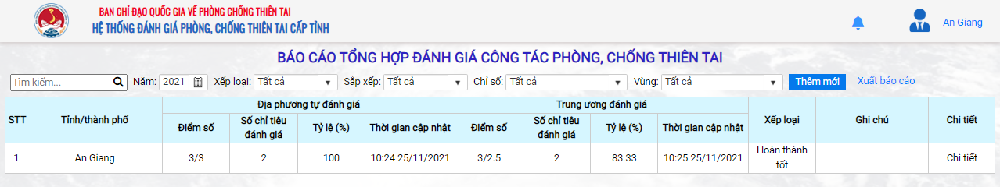 BAN CHỈ ĐẠO QUỐC GIA VỀ PHÒNG CHỐNG THIÊN TAI
HỆ THỐNG ĐÁNH GIÁ PHÒNG, CHỐNG THIÊN TAI CẤP TỈNH
An Giang
BÁO CÁO TỔNG HỢP ĐÁNH GIÁ CÔNG TÁC PHÒNG, CHỐNG THIÊN TAI
Tìm kiếm... Năm: 2021 Xếp loại: Tất cả Sắp xếp: Tất cả Chỉ số: Tất cả Vùng: Tất cả Thêm mới Xuất báo cáo
STT Tỉnh/thành phố Địa phương tự đánh giá Trung ương đánh giá Xếp loại Ghi chú Chi tiết
Điểm số Số chỉ tiêu đánh giá Tỷ lệ (%) Thời gian cập nhật Điểm số Số chỉ tiêu đánh giá Tỷ lệ (%) Thời gian cập nhật
1 An Giang 3/3 2 100 10:24 25/11/2021 3/2.5 2 83.33 10:25 25/11/2021 Hoàn thành tốt Chi tiết